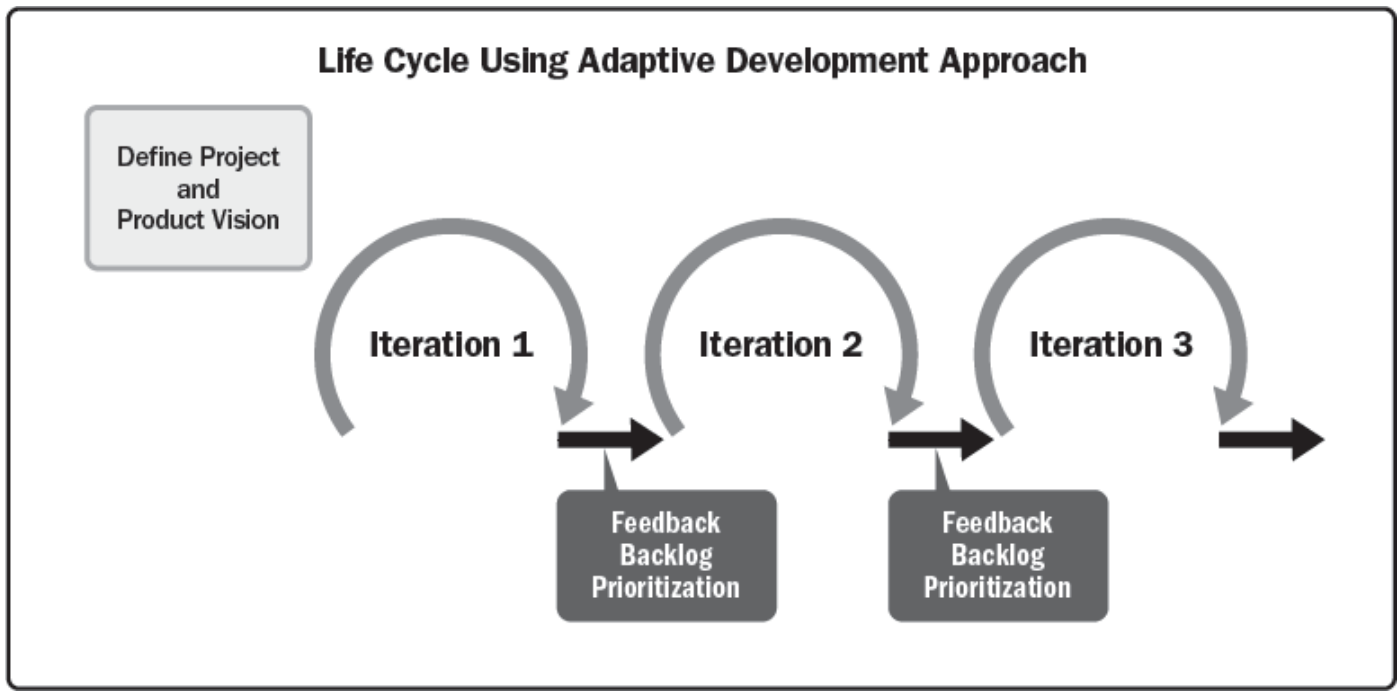 Life Cycle Using Adaptive Development Approach
Define Project
and
Product Vision
Iteration 1
Iteration 2
Iteration 3
Feedback
Backlog
Prioritization
Feedback
Backlog
Prioritization